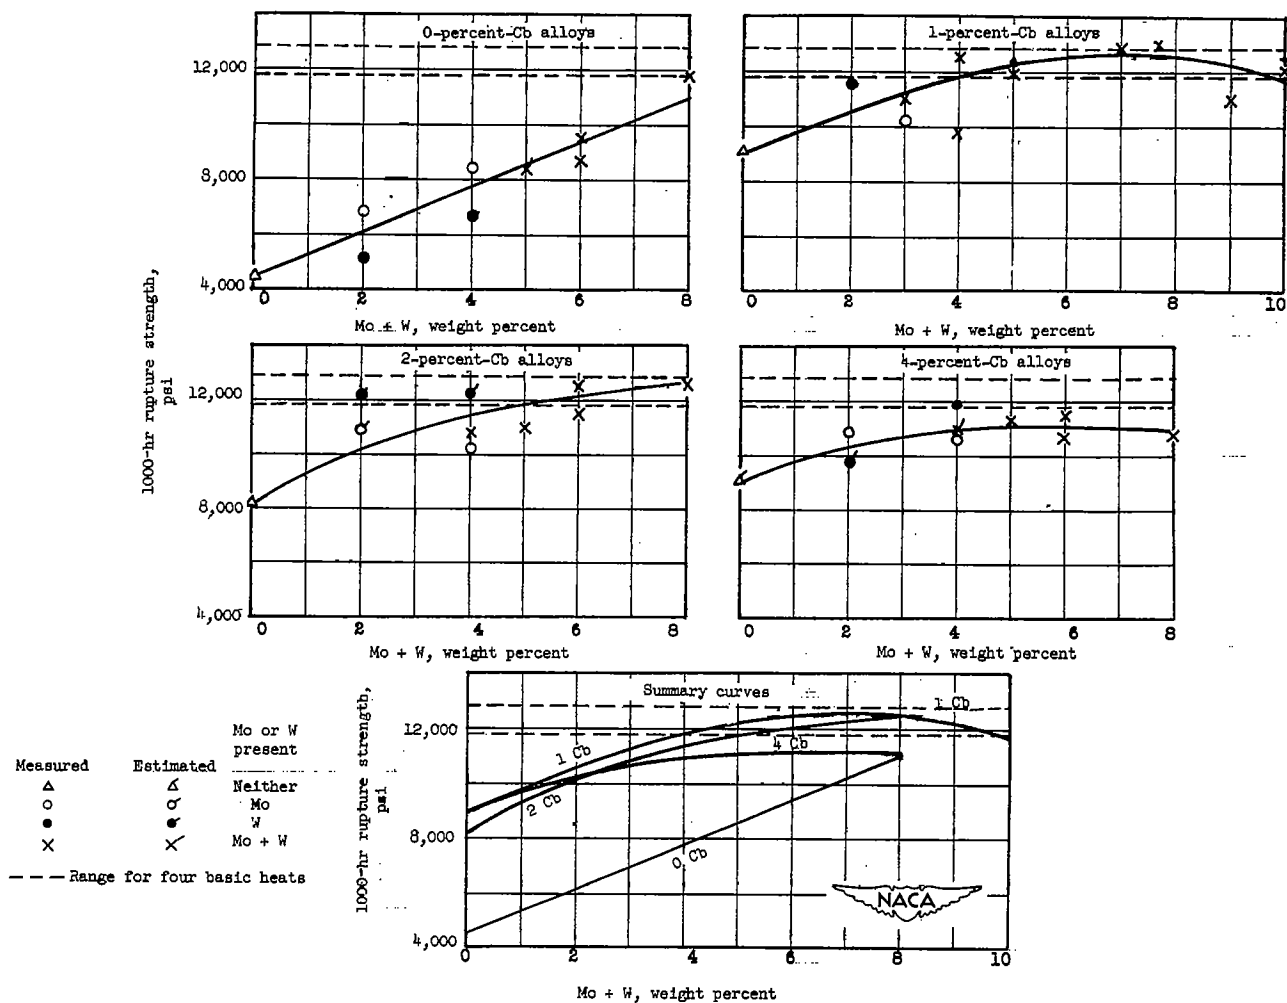 0-percent-Cb alloys
12,000
8,000
4,000
0 2 4 6 8
Mo + W, weight percent
1-percent-Cb alloys
0 2 4 6 8 10
Mo + W, weight percent
1000-hr rupture strength,
psi
2-percent-Cb alloys
12,000
8,000
4,000
0 2 4 6 8
Mo + W, weight percent
4-percent-Cb alloys
0 2 4 6 8
Mo + W, weight percent
Summary curves
1000-hr rupture strength,
psi
12,000
8,000
4,000
1 Cb
1 Cb
4 Cb
2 Cb
0 Cb
NACA
0 2 4 6 8 10
Mo + W, weight percent
Mo or W
present
Measured Estimated
Neither
Mo
W
Mo + W
Range for four basic heats